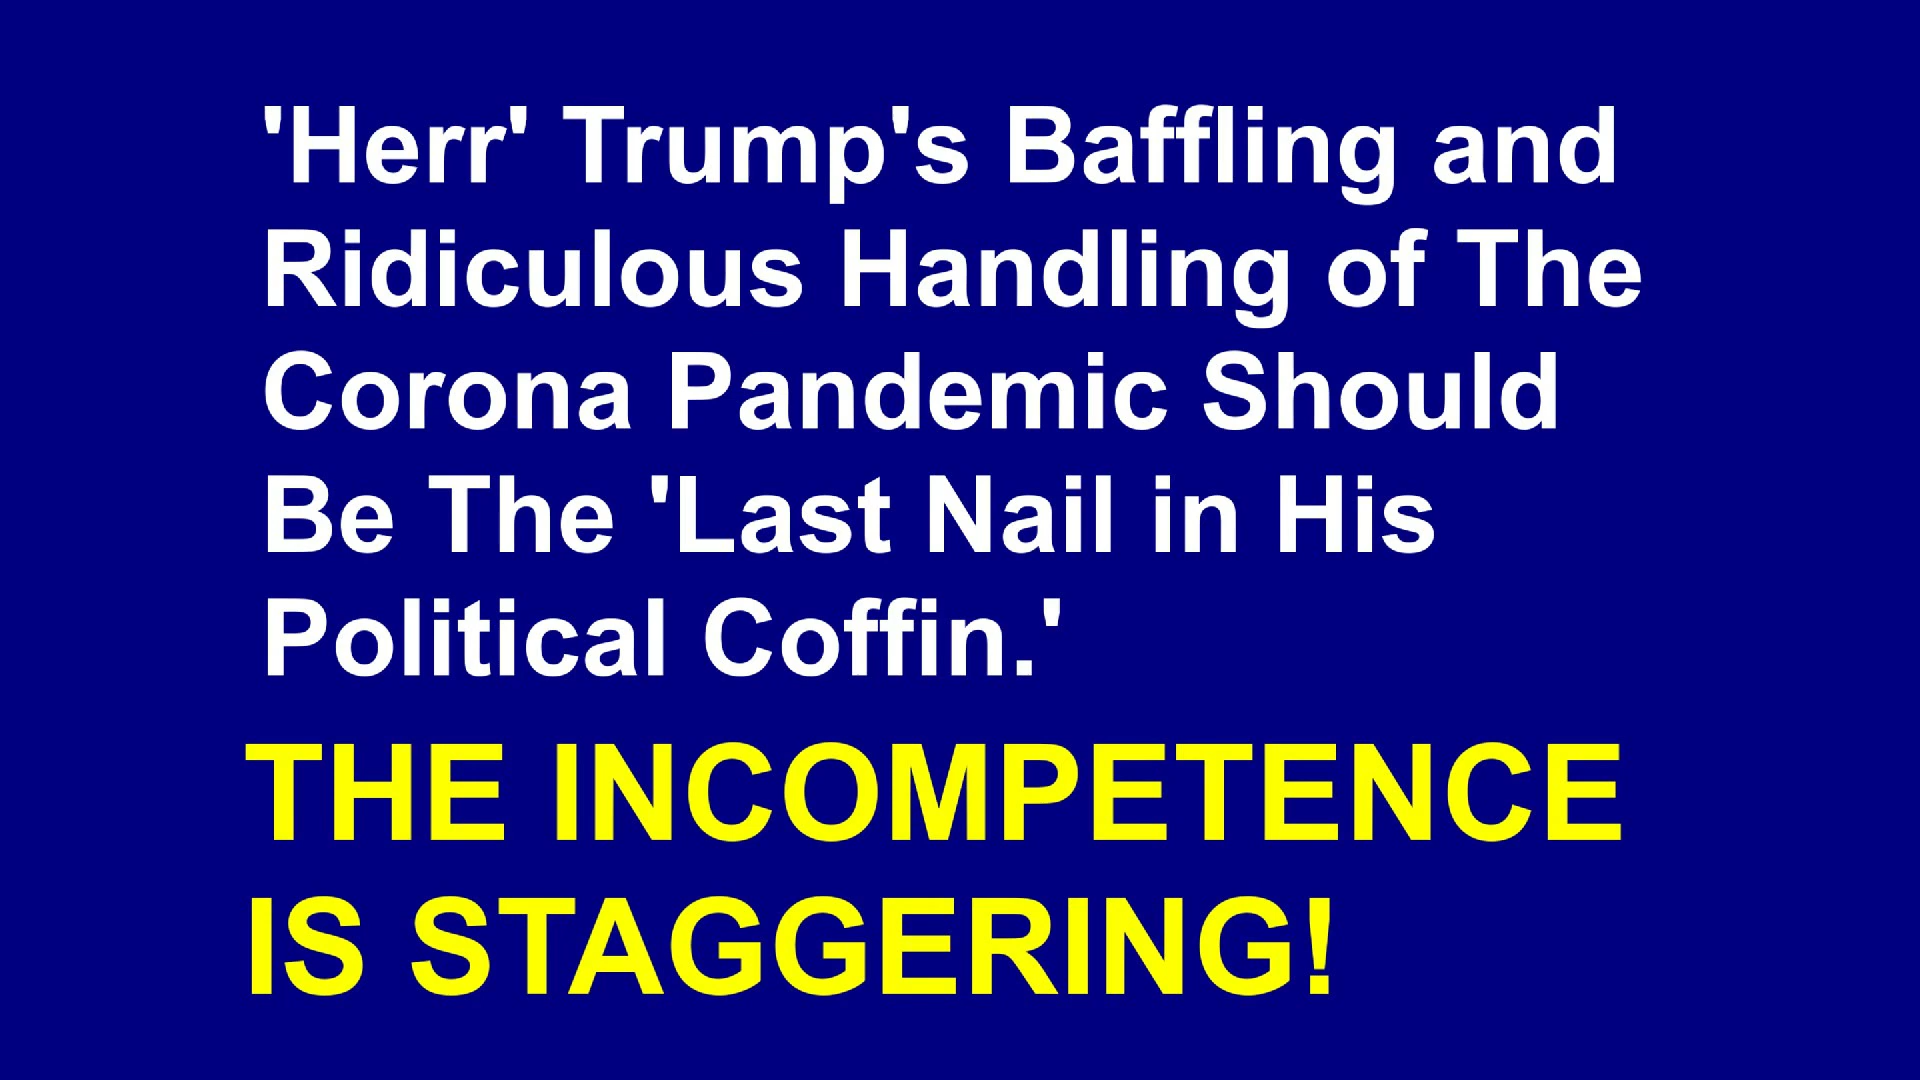 'Herr' Trump's Baffling and
Ridiculous Handling of The
Corona Pandemic Should
Be The 'Last Nail in His
Political Coffin.'
THE INCOMPETENCE
IS STAGGERING!